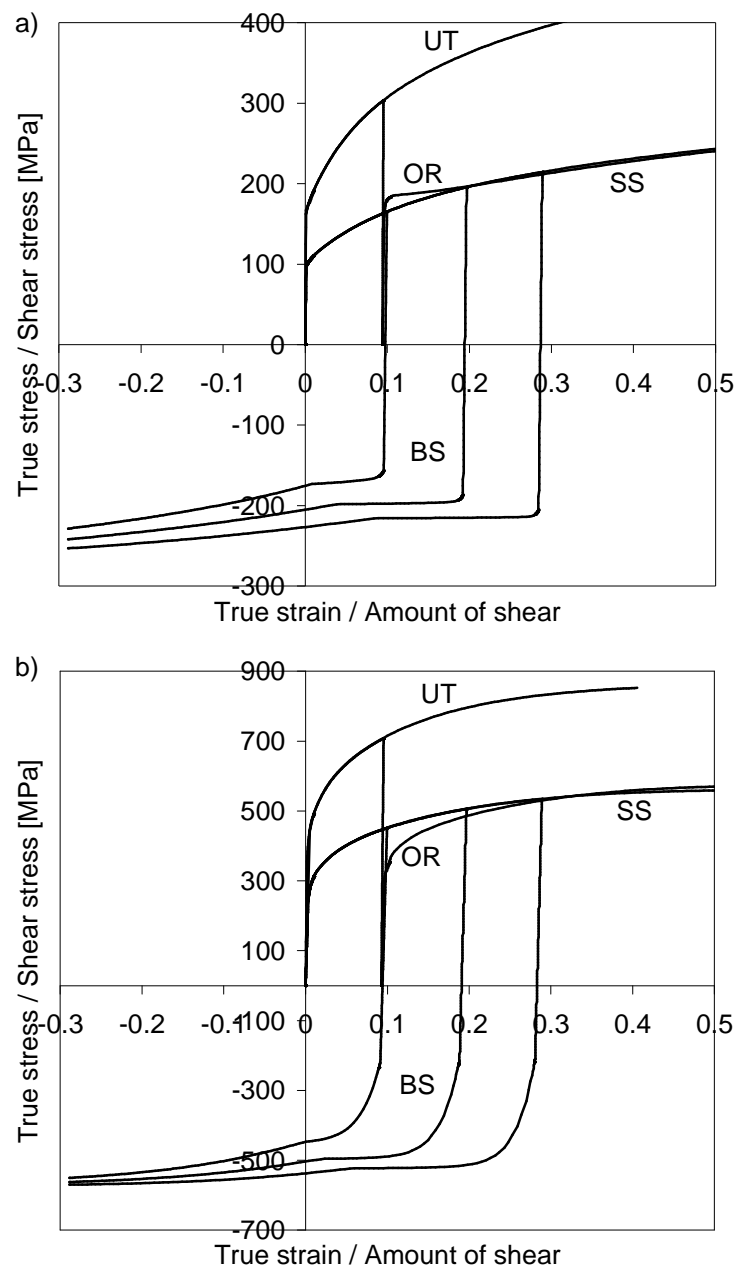 a)
True stress / Shear stress [MPa]
400
300
200
100
0
-100
-200
-300
-0.3 -0.2 -0.1 0 0.1 0.2 0.3 0.4 0.5
UT
OR
SS
BS
True strain / Amount of shear
b)
True stress / Shear stress [MPa]
900
700
500
300
100
-100
-300
-500
-700
-0.3 -0.2 -0.1 0 0.1 0.2 0.3 0.4 0.5
UT
SS
OR
BS
True strain / Amount of shear